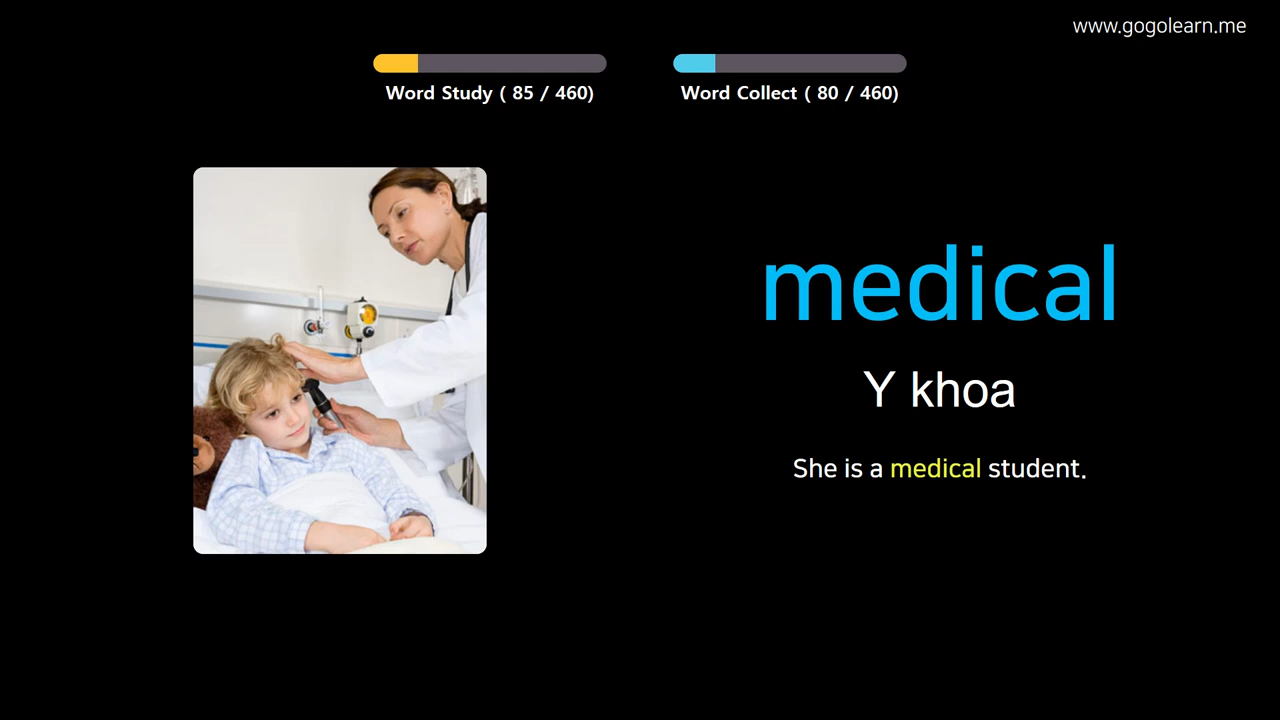 www.gogolearn.me
Word Study ( 85 / 460)
Word Collect ( 80 / 460)
medical
Y khoa
She is a medical student.